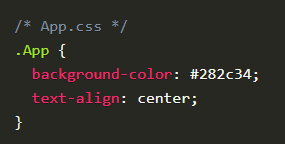 /* App.css */
.App {
  background-color: #282c34;
  text-align: center;
}